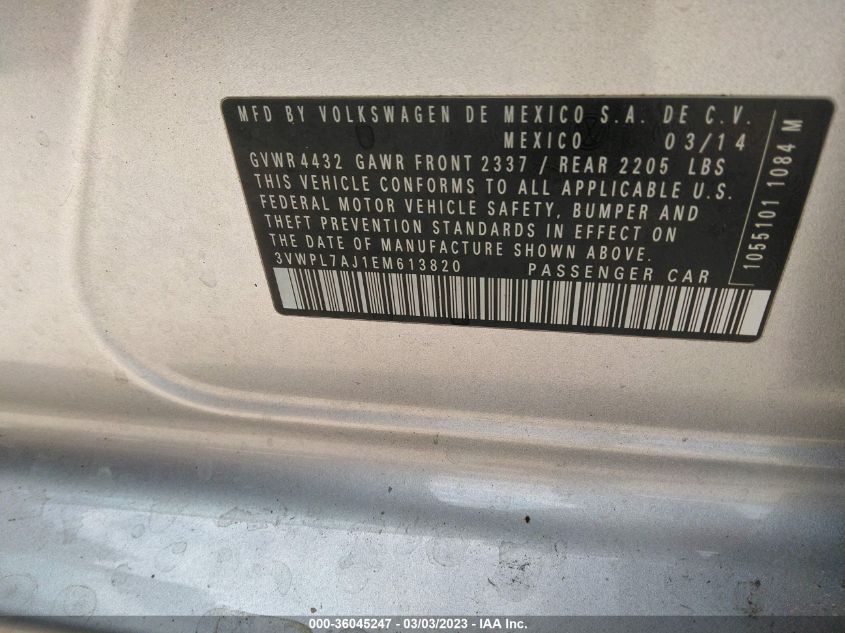 MFD BY VOLKSWAGEN DE MEXICO S.A. DE C.V.
MEXICO 03/14
GVWR 4432 GAWR FRONT 2337 / REAR 2205 LBS
THIS VEHICLE CONFORMS TO ALL APPLICABLE U.S.
FEDERAL MOTOR VEHICLE SAFETY, BUMPER AND
THEFT PREVENTION STANDARDS IN EFFECT ON
THE DATE OF MANUFACTURE SHOWN ABOVE.
3VWPL7AJ1EM613820 PASSENGER CAR
1055101 1084 M
000-36045247 - 03/03/2023 - IAA Inc.